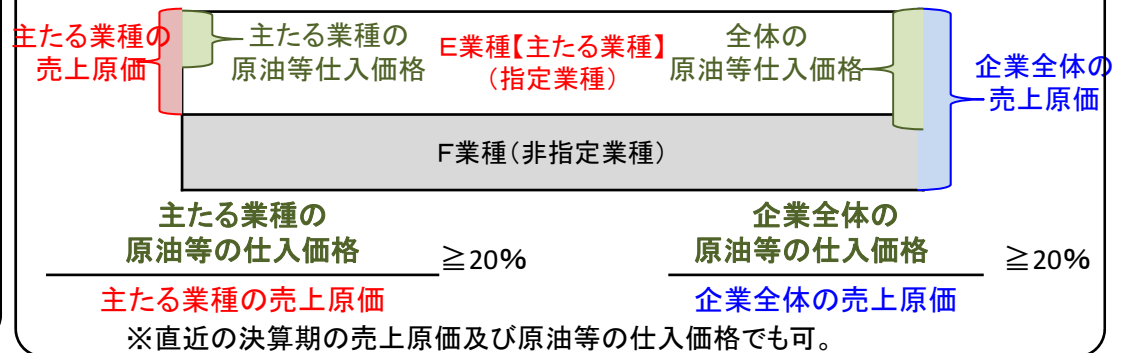 主たる業種の
売上原価
主たる業種の
原油等仕入価格
E業種【主たる業種】
（指定業種）
全体の
原油等仕入価格
企業全体の
売上原価
F業種（非指定業種）
主たる業種の
原油等の仕入価格
≧20%
主たる業種の売上原価
企業全体の
原油等の仕入価格
≧20%
企業全体の売上原価
※直近の決算期の売上原価及び原油等の仕入価格でも可。